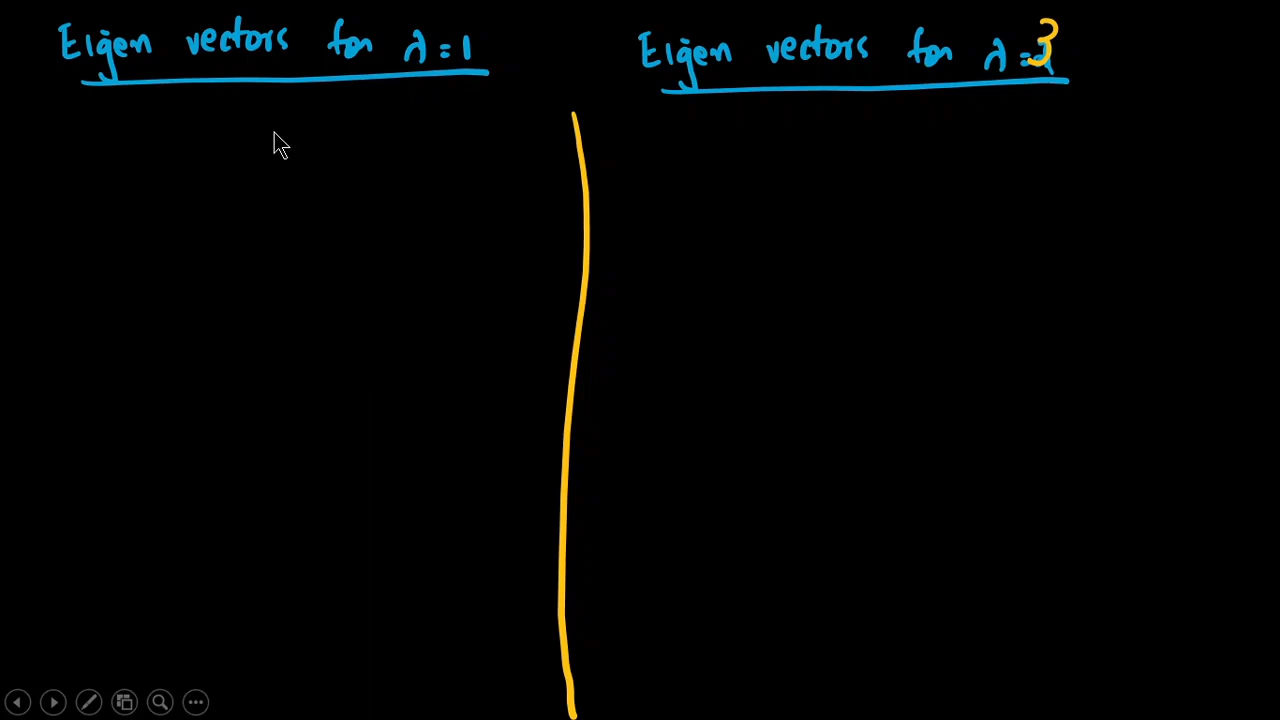 Eigen vectors for λ = 1
Eigen vectors for λ = 3